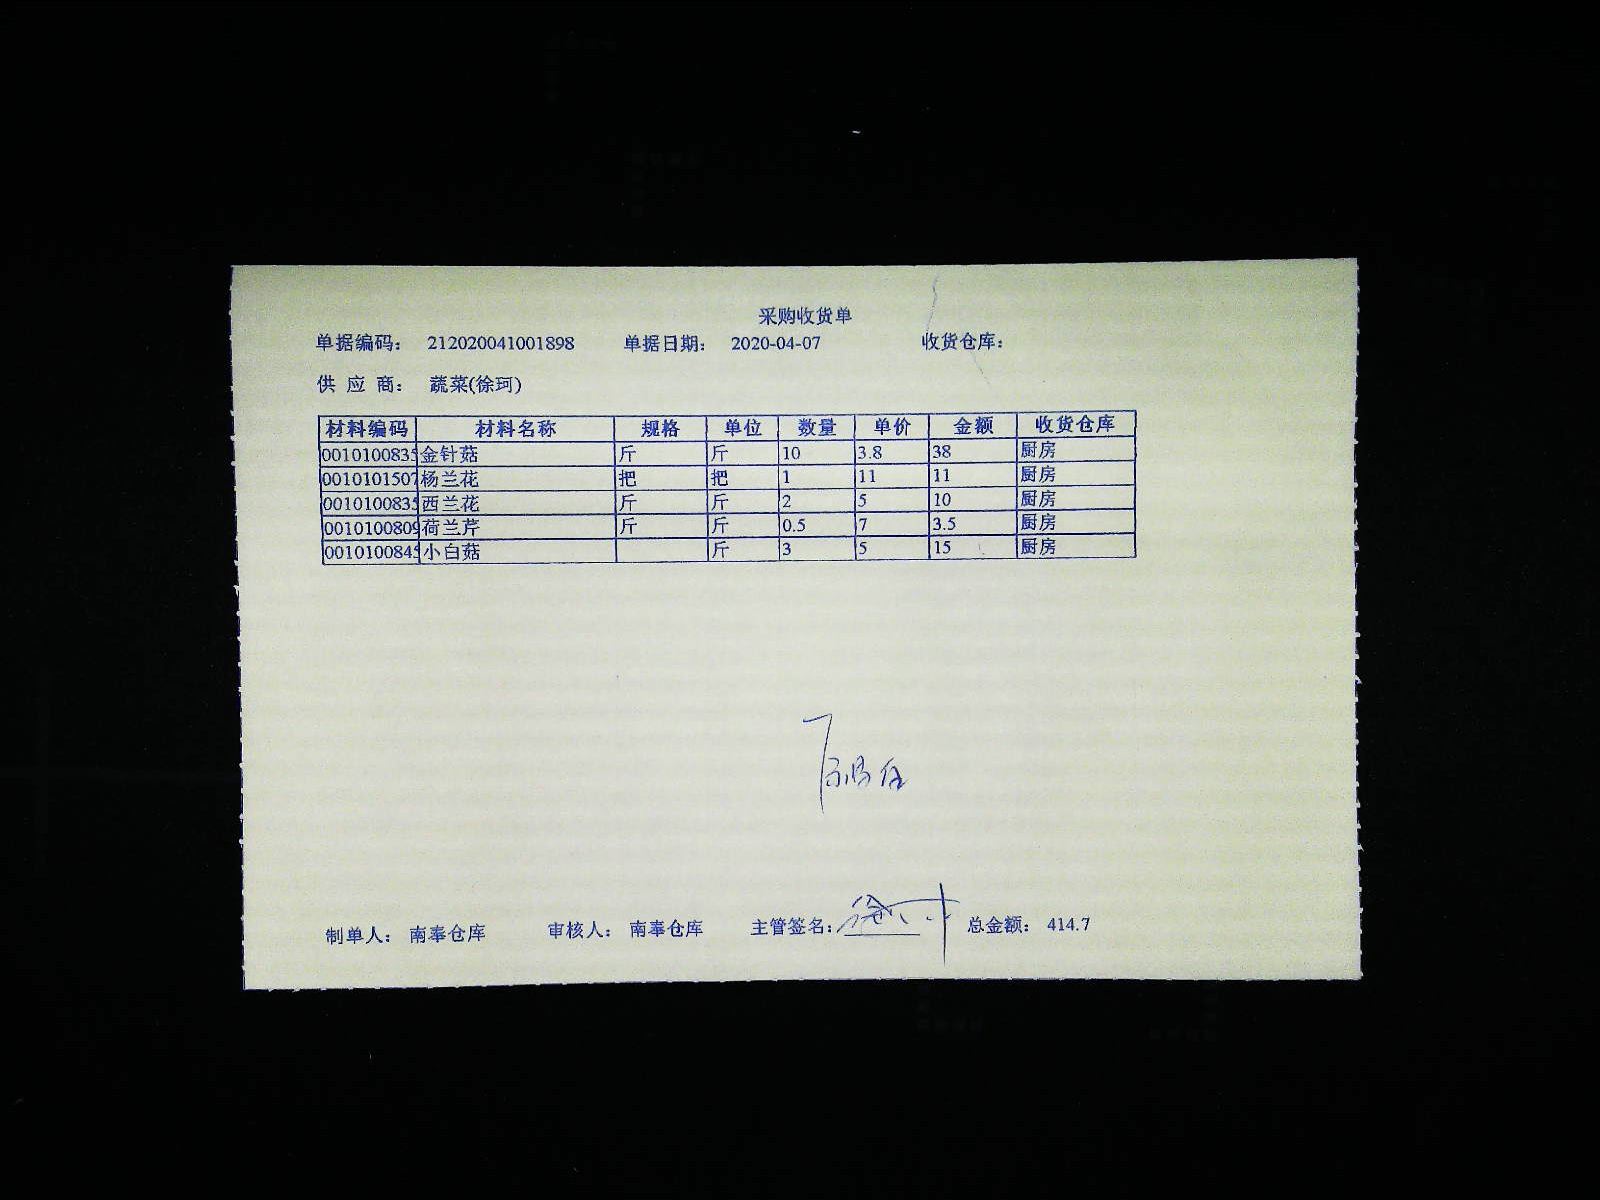 采购收货单
单据编码： 212020041001898 单据日期： 2020-04-07 收货仓库：
供 应 商： 蔬菜(徐珂)
材料编码 材料名称 规格 单位 数量 单价 金额 收货仓库
0010100835 金针菇 斤 斤 10 3.8 38 厨房
0010101507 杨兰花 把 把 1 11 11 厨房
0010100835 西兰花 斤 斤 2 5 10 厨房
0010100809 荷兰芹 斤 斤 0.5 7 3.5 厨房
0010100845 小白菇 斤 3 5 15 厨房
制单人： 南奉仓库 审核人： 南奉仓库 主管签名： 总金额： 414.7